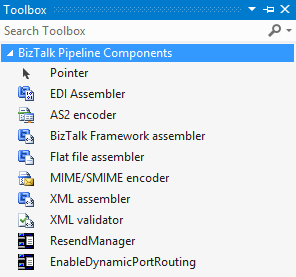 Toolbox
Search Toolbox
BizTalk Pipeline Components
Pointer
EDI Assembler
AS2 encoder
BizTalk Framework assembler
Flat file assembler
MIME/SMIME encoder
XML assembler
XML validator
ResendManager
EnableDynamicPortRouting